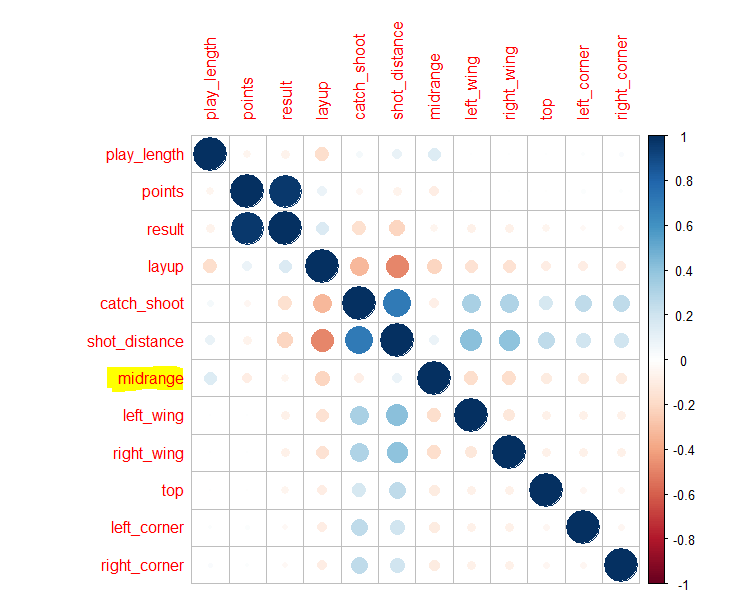 play_length
points
result
layup
catch_shoot
shot_distance
midrange
left_wing
right_wing
top
left_corner
right_corner
play_length
points
result
layup
catch_shoot
shot_distance
midrange
left_wing
right_wing
top
left_corner
right_corner
1
0.8
0.6
0.4
0.2
0
-0.2
-0.4
-0.6
-0.8
-1